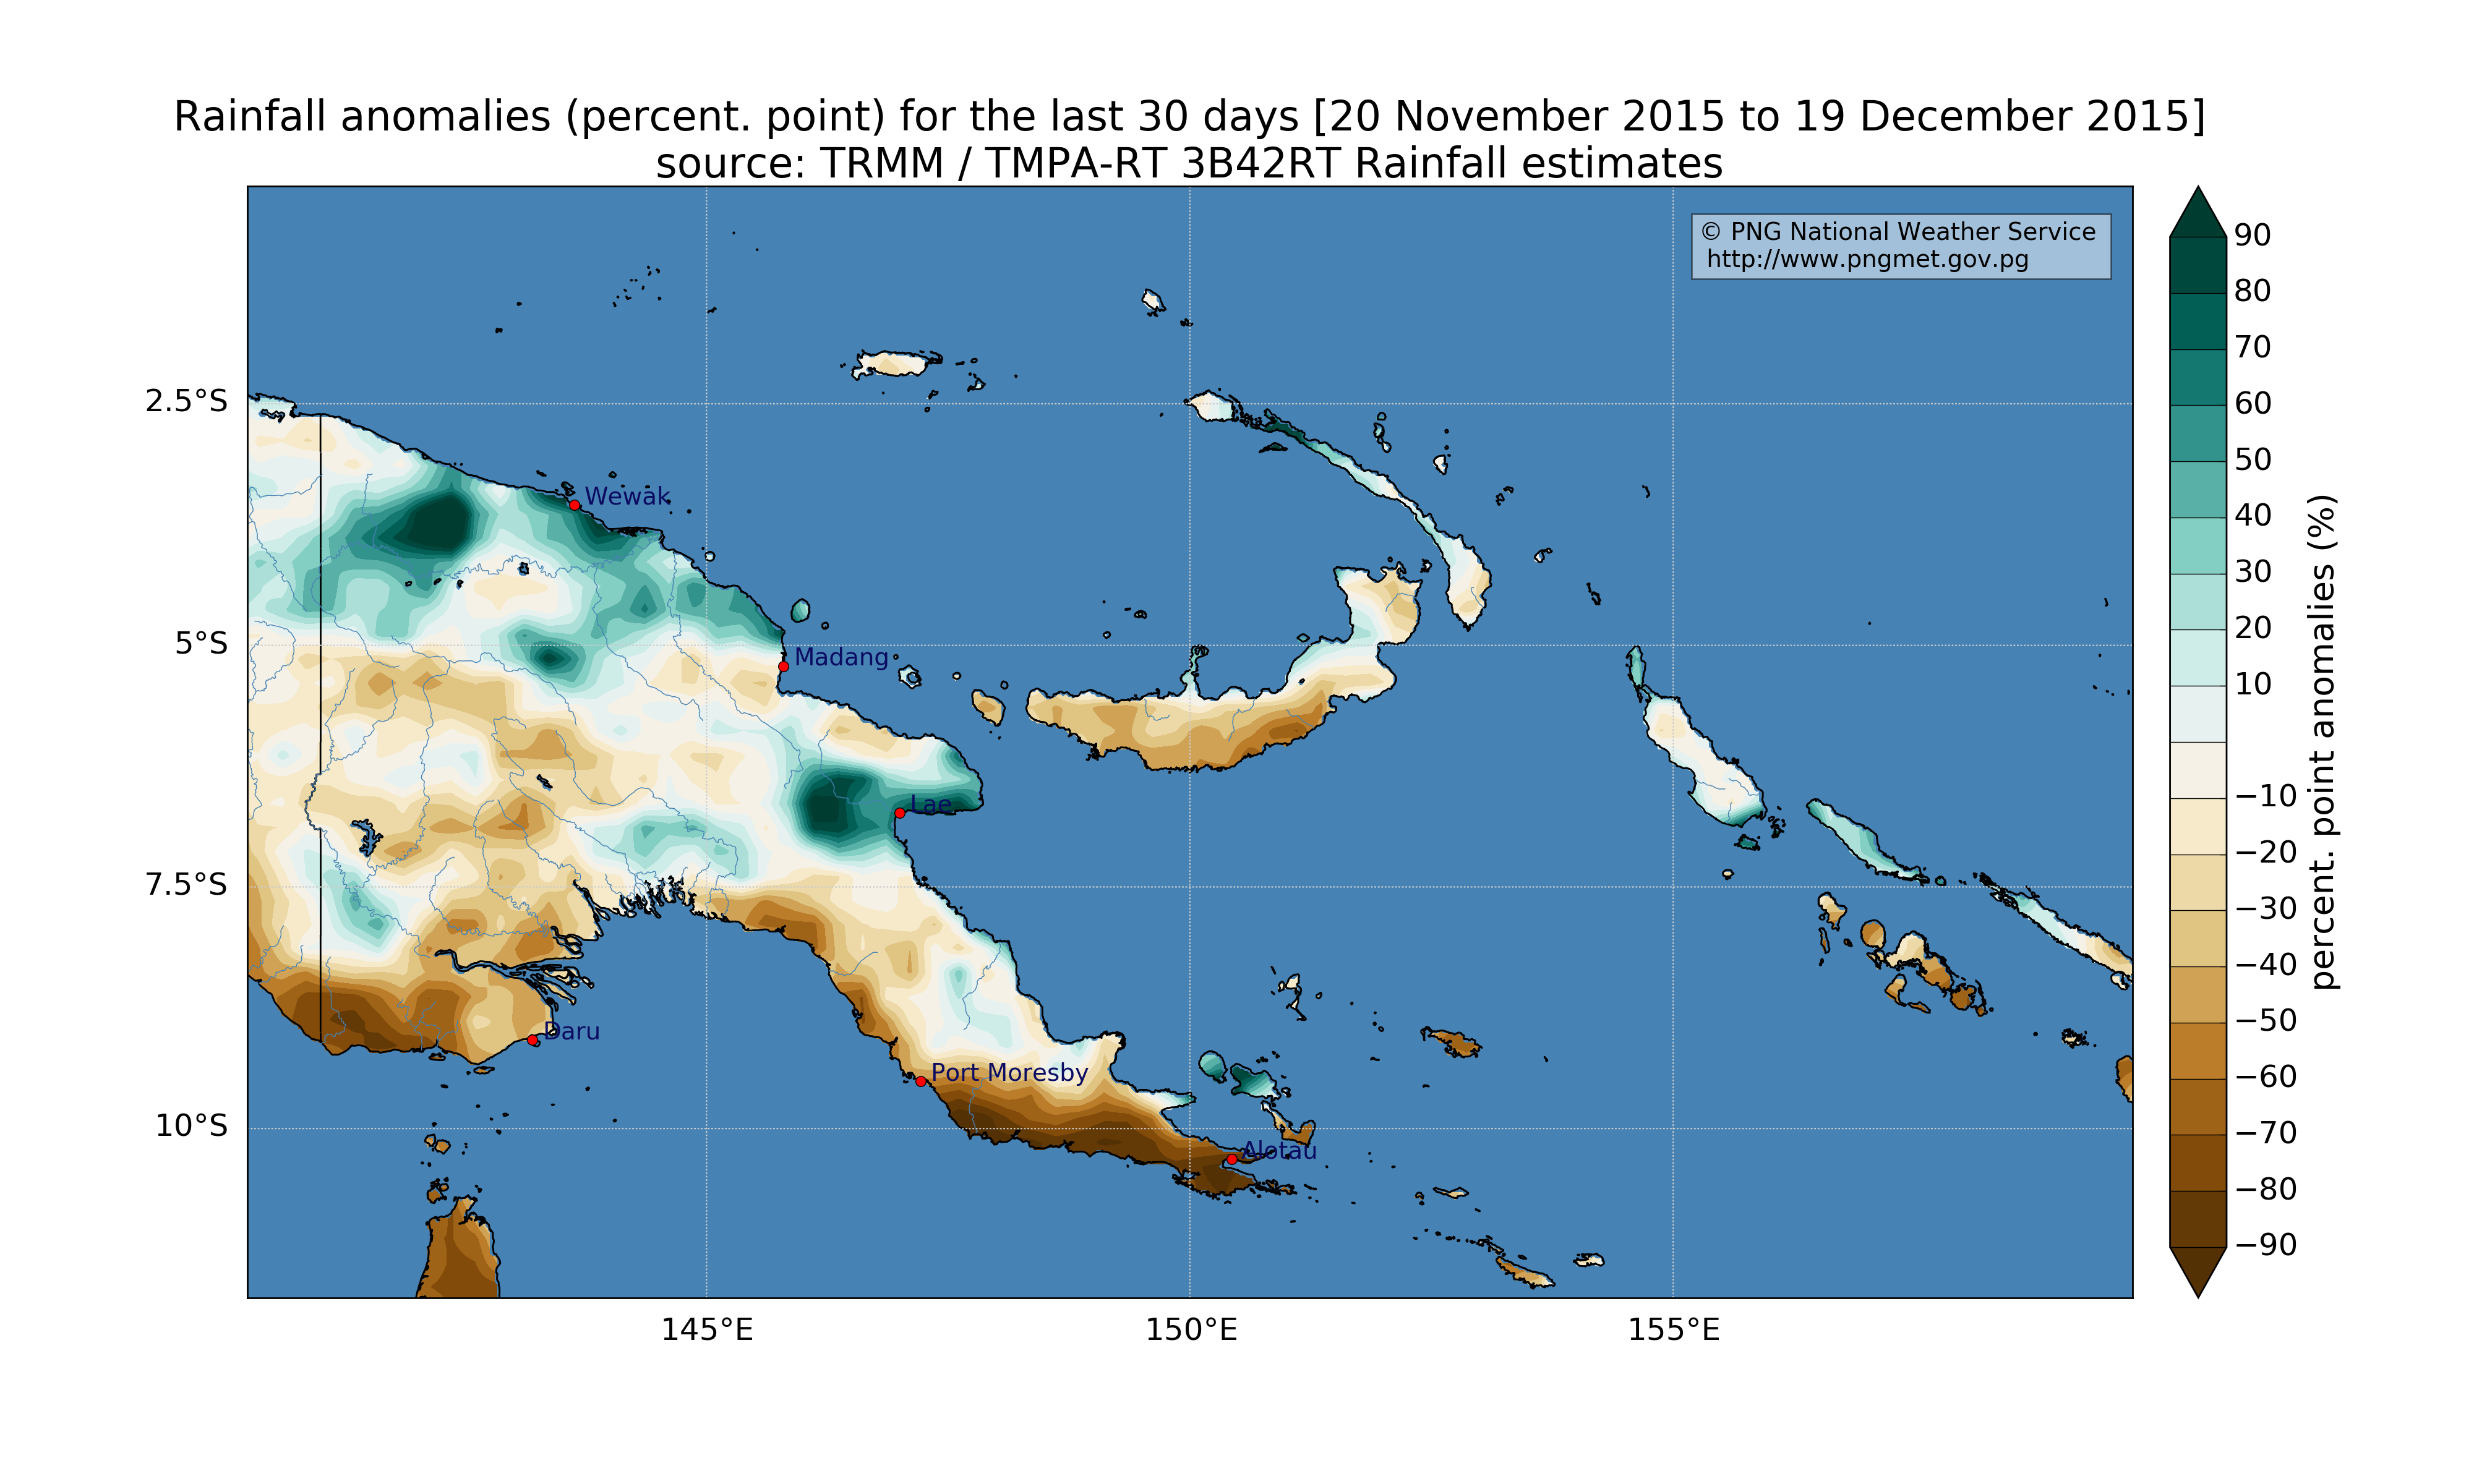 Rainfall anomalies (percent. point) for the last 30 days [20 November 2015 to 19 December 2015]
source: TRMM / TMPA-RT 3B42RT Rainfall estimates
© PNG National Weather Service
http://www.pngmet.gov.pg
2.5°S
5°S
7.5°S
10°S
145°E
150°E
155°E
Wewak
Madang
Lae
Daru
Port Moresby
Alotau
90
80
70
60
50
40
30
20
10
−10
−20
−30
−40
−50
−60
−70
−80
−90
percent. point anomalies (%)